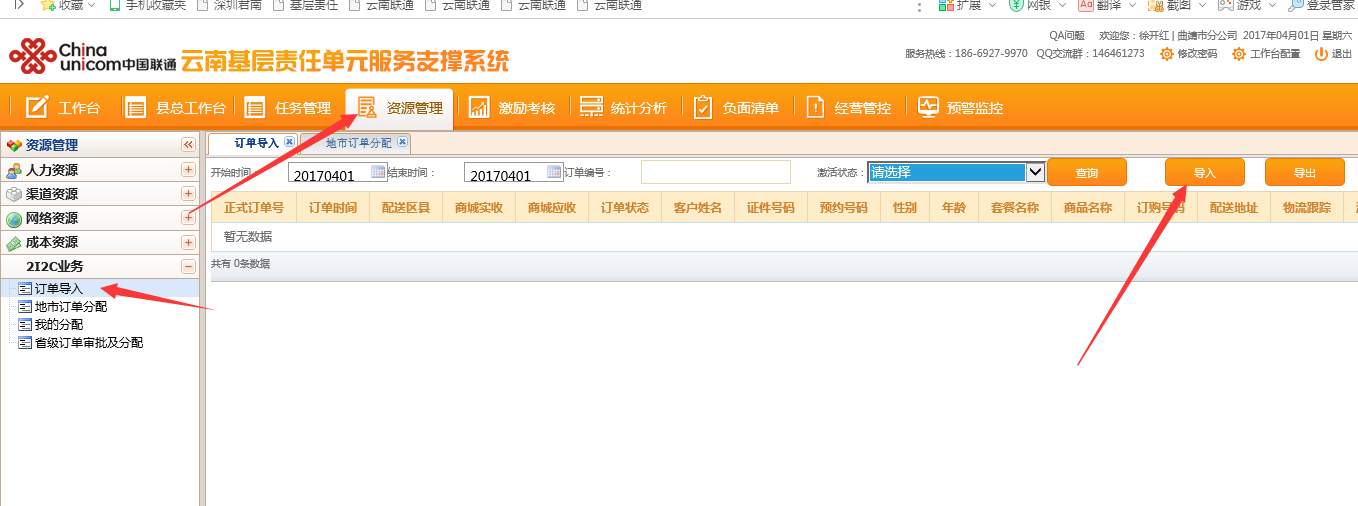 收藏 手机收藏夹 深圳君南 基层责任 云南联通 云南联通 云南联通 云南联通 扩展 网银 Aa 翻译 截图 游戏 登录管家
QA问题 欢迎您：徐开红 | 曲靖市分公司 2017年04月01日 星期六
China unicom中国联通 云南基层责任单元服务支撑系统
服务热线：186-6927-9970 QQ交流群：146461273 修改密码 工作台配置 退出
工作台 县总工作台 任务管理 资源管理 激励考核 统计分析 负面清单 经营管控 预警监控
资源管理
人力资源
渠道资源
网络资源
成本资源
2I2C业务
订单导入
地市订单分配
我的分配
省级订单审批及分配
订单导入 地市订单分配
开始时间： 20170401 结束时间： 20170401 订单编号： 激活状态： 请选择 查询 导入 导出
正式订单号 订单时间 配送区县 商城实收 商城应收 订单状态 客户姓名 证件号码 预约号码 性别 年龄 套餐名称 商品名称 订购号码 配送地址 物流跟踪
暂无数据
共有 0条数据